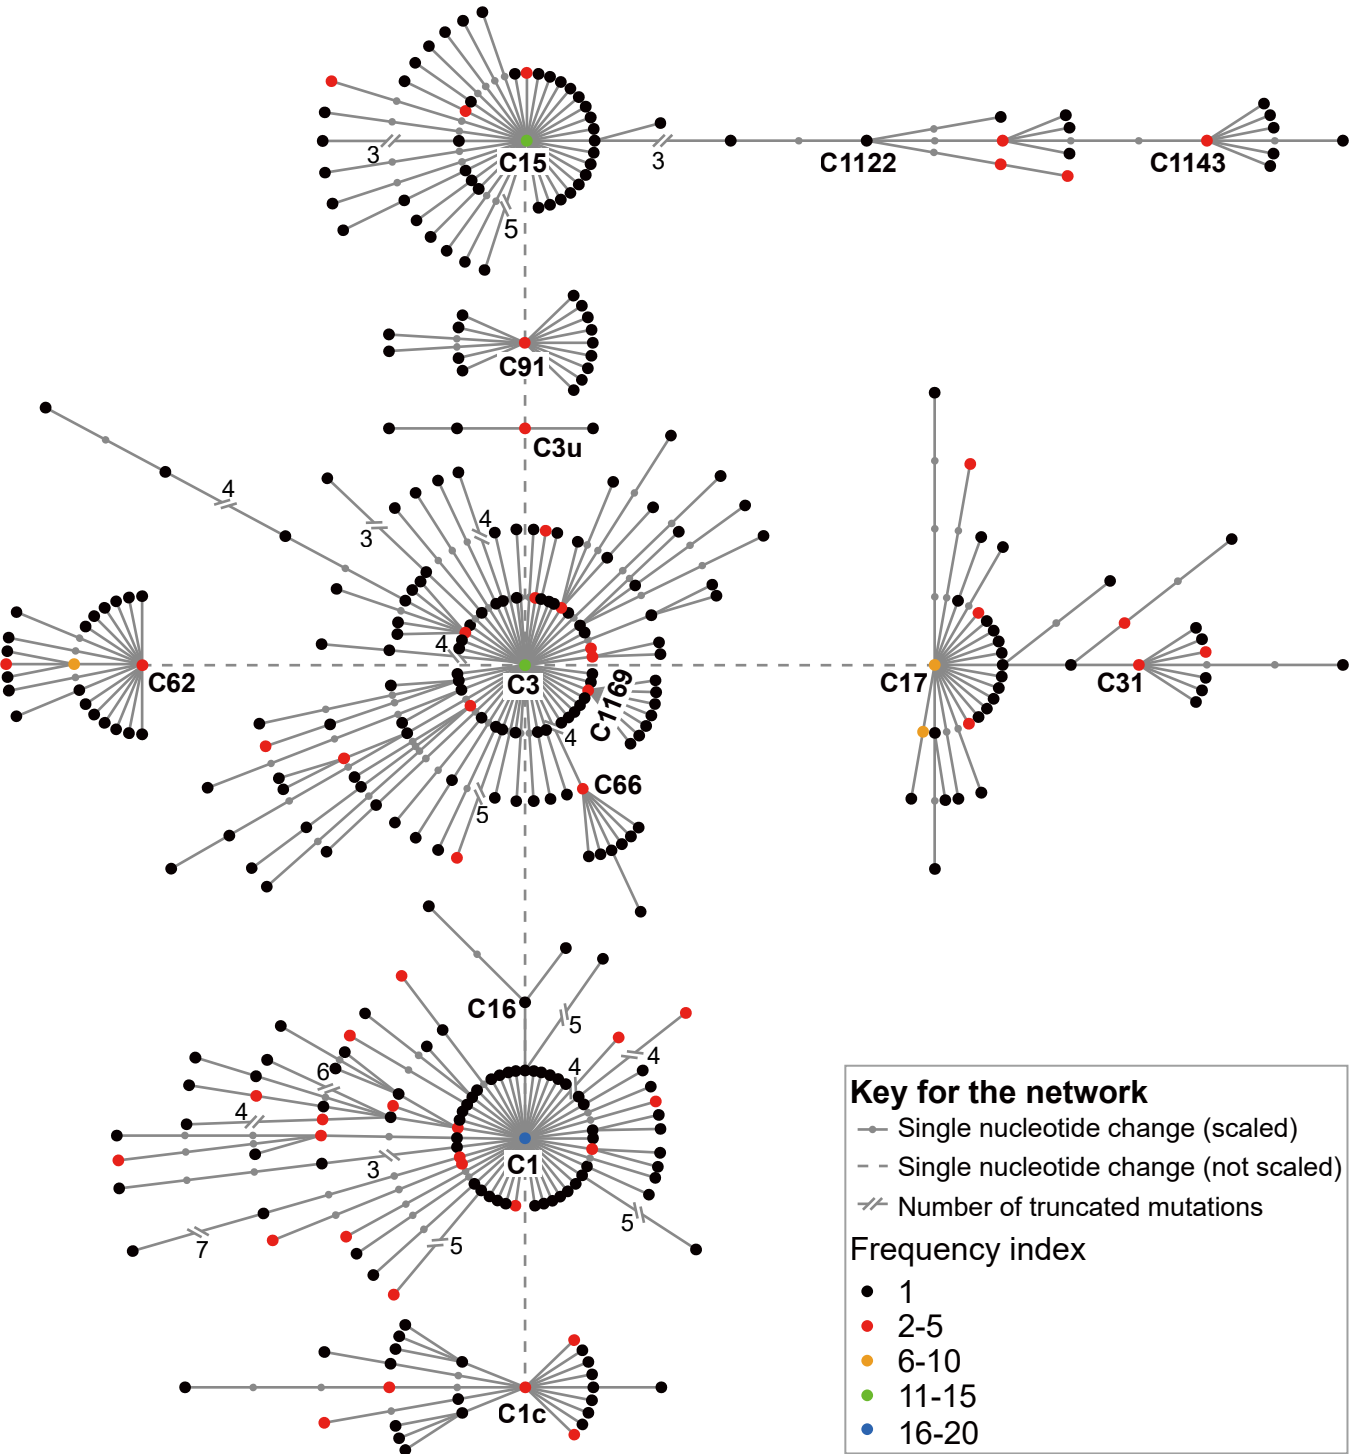 3
C15
5
3
C1122
C1143
C91
C3u
4
3
4
4
C62
C3
C1169
4
C17
C31
5
C66
C16
5
4
4
6
4
3
C1
7
5
5
C1c
Key for the network
Single nucleotide change (scaled)
Single nucleotide change (not scaled)
Number of truncated mutations
Frequency index
1
2-5
6-10
11-15
16-20